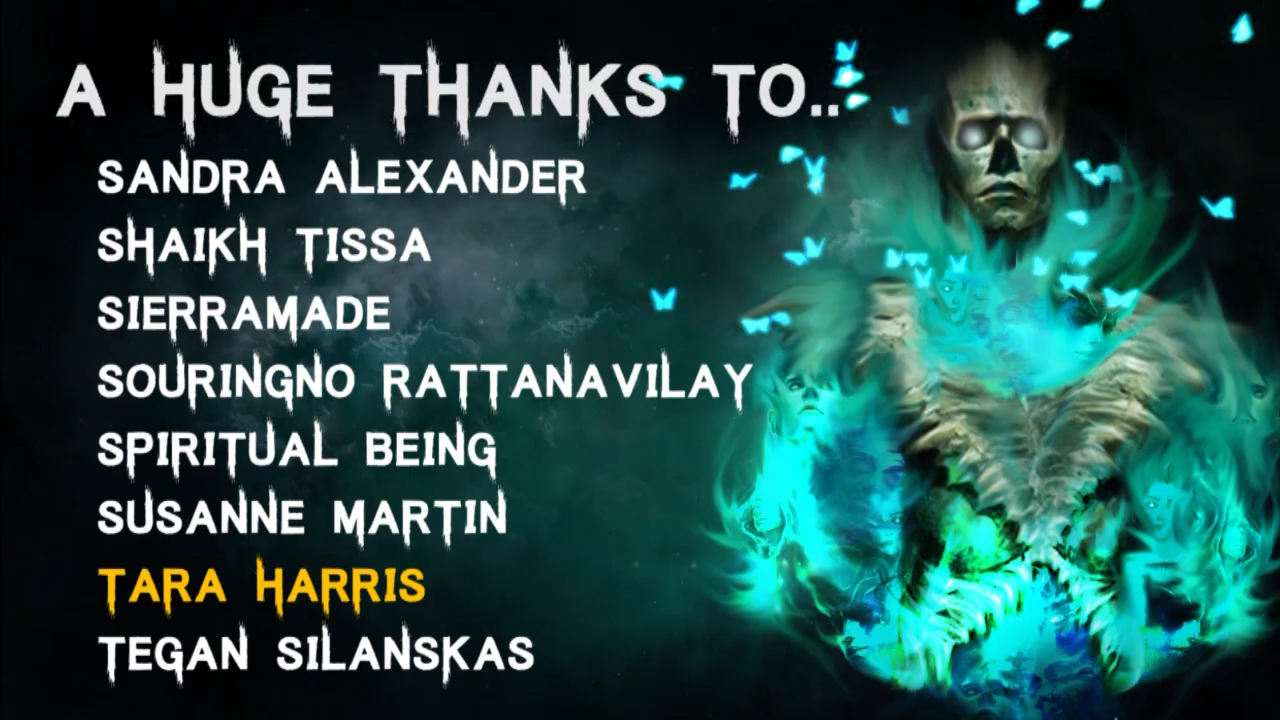 A HUGE THANKS TO..
SANDRA ALEXANDER
SHAIKH TISSA
SIERRAMADE
SOURINGNO RATTANAVILAY
SPIRITUAL BEING
SUSANNE MARTIN
TARA HARRIS
TEGAN SILANSKAS